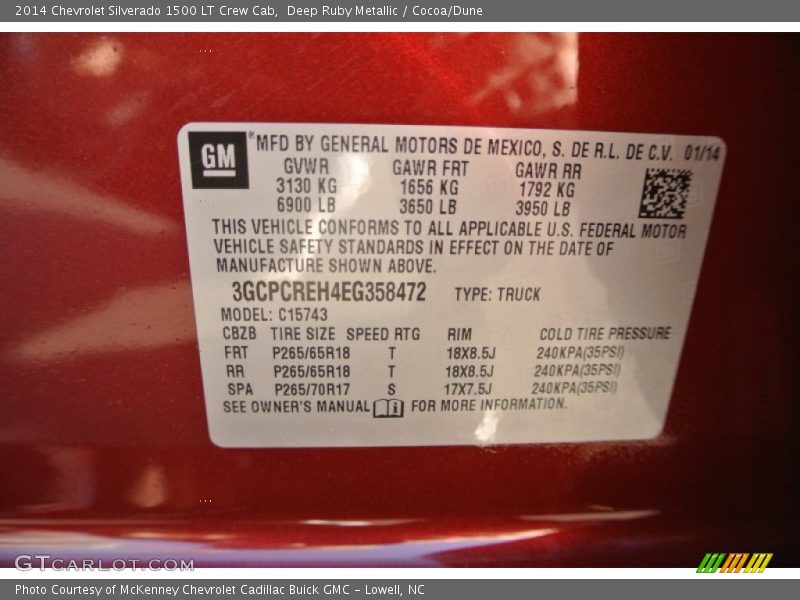 2014 Chevrolet Silverado 1500 LT Crew Cab, Deep Ruby Metallic / Cocoa/Dune
GM® MFD BY GENERAL MOTORS DE MEXICO, S. DE R.L. DE C.V. 01/14
GVWR GAWR FRT GAWR RR
3130 KG 1656 KG 1792 KG
6900 LB 3650 LB 3950 LB
THIS VEHICLE CONFORMS TO ALL APPLICABLE U.S. FEDERAL MOTOR
VEHICLE SAFETY STANDARDS IN EFFECT ON THE DATE OF
MANUFACTURE SHOWN ABOVE.
3GCPCREH4EG358472 TYPE: TRUCK
MODEL: C15743
CBZB TIRE SIZE SPEED RTG RIM COLD TIRE PRESSURE
FRT P265/65R18 T 18X8.5J 240KPA(35PSI)
RR P265/65R18 T 18X8.5J 240KPA(35PSI)
SPA P265/70R17 S 17X7.5J 240KPA(35PSI)
SEE OWNER'S MANUAL FOR MORE INFORMATION.
GTCARLOT.COM
Photo Courtesy of McKenney Chevrolet Cadillac Buick GMC – Lowell, NC